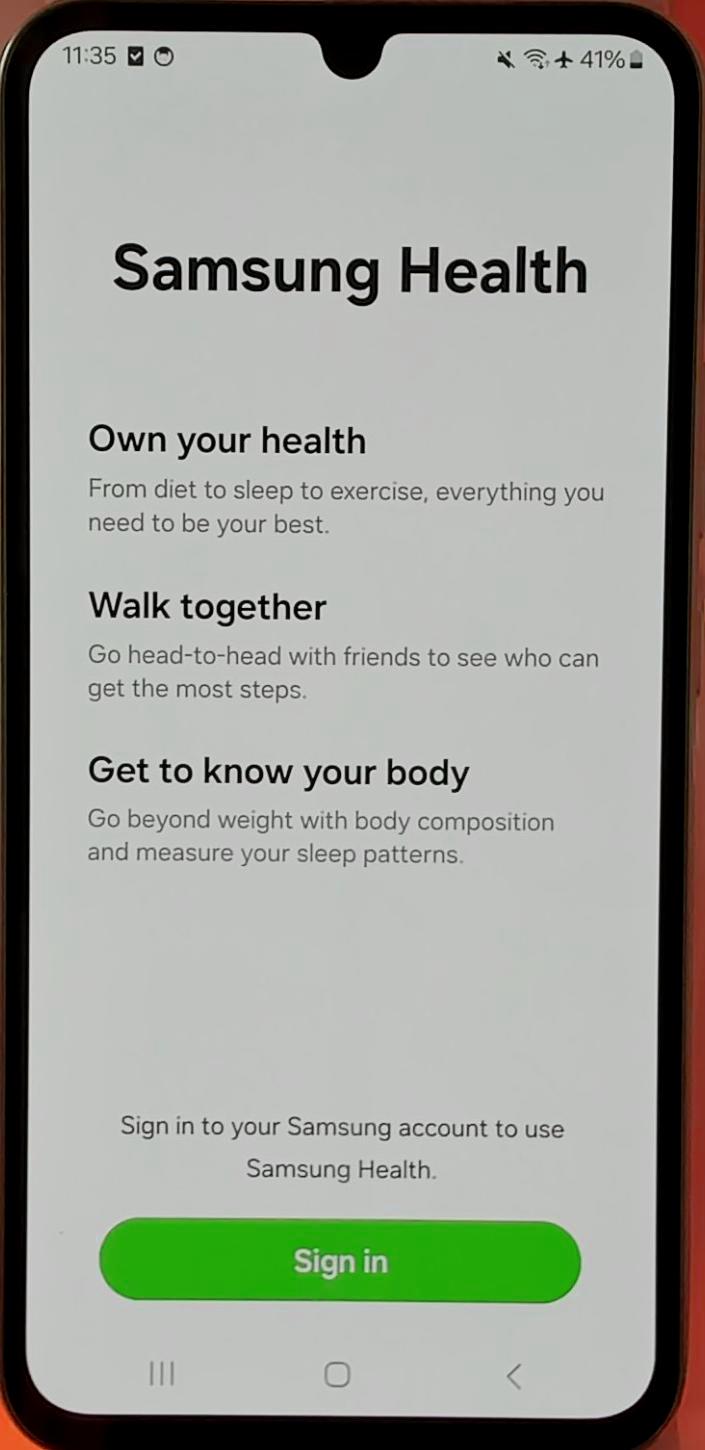 11:35
41%
Samsung Health
Own your health
From diet to sleep to exercise, everything you
need to be your best.
Walk together
Go head-to-head with friends to see who can
get the most steps.
Get to know your body
Go beyond weight with body composition
and measure your sleep patterns.
Sign in to your Samsung account to use
Samsung Health.
Sign in